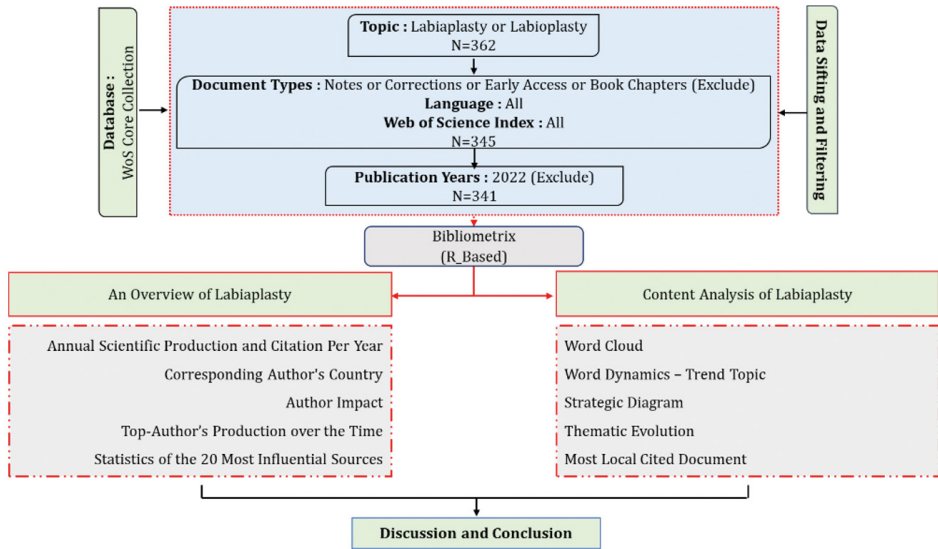 Database :
WoS Core Collection
Topic : Labiaplasty or Labioplasty
N=362
Document Types : Notes or Corrections or Early Access or Book Chapters (Exclude)
Language : All
Web of Science Index : All
N=345
Publication Years : 2022 (Exclude)
N=341
Data Sifting and Filtering
Bibliometrix
(R_Based)
An Overview of Labiaplasty
Annual Scientific Production and Citation Per Year
Corresponding Author's Country
Author Impact
Top-Author's Production over the Time
Statistics of the 20 Most Influential Sources
Content Analysis of Labiaplasty
Word Cloud
Word Dynamics – Trend Topic
Strategic Diagram
Thematic Evolution
Most Local Cited Document
Discussion and Conclusion